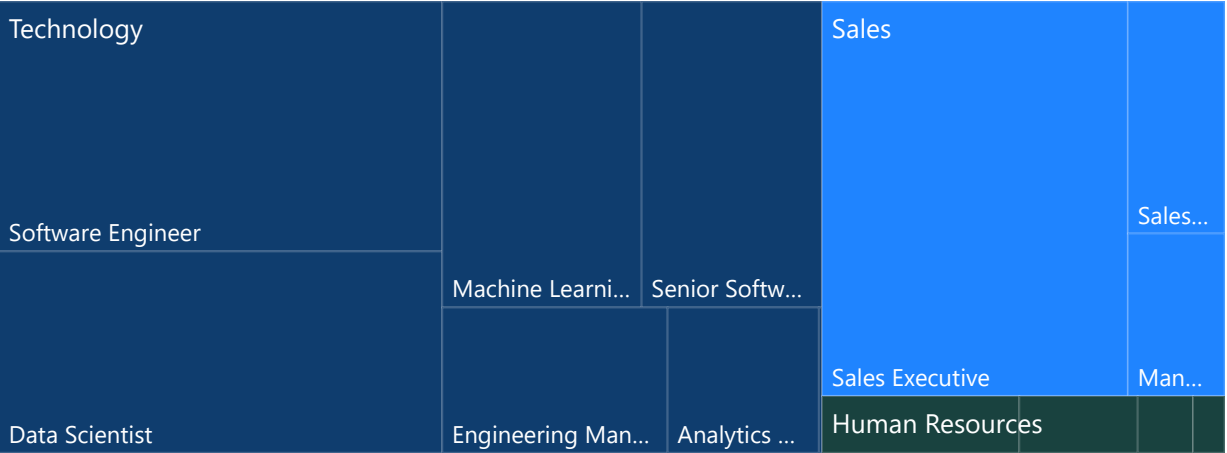 Technology
Software Engineer
Data Scientist
Machine Learni...
Senior Softw...
Engineering Man...
Analytics ...
Sales
Sales Executive
Sales...
Man...
Human Resources